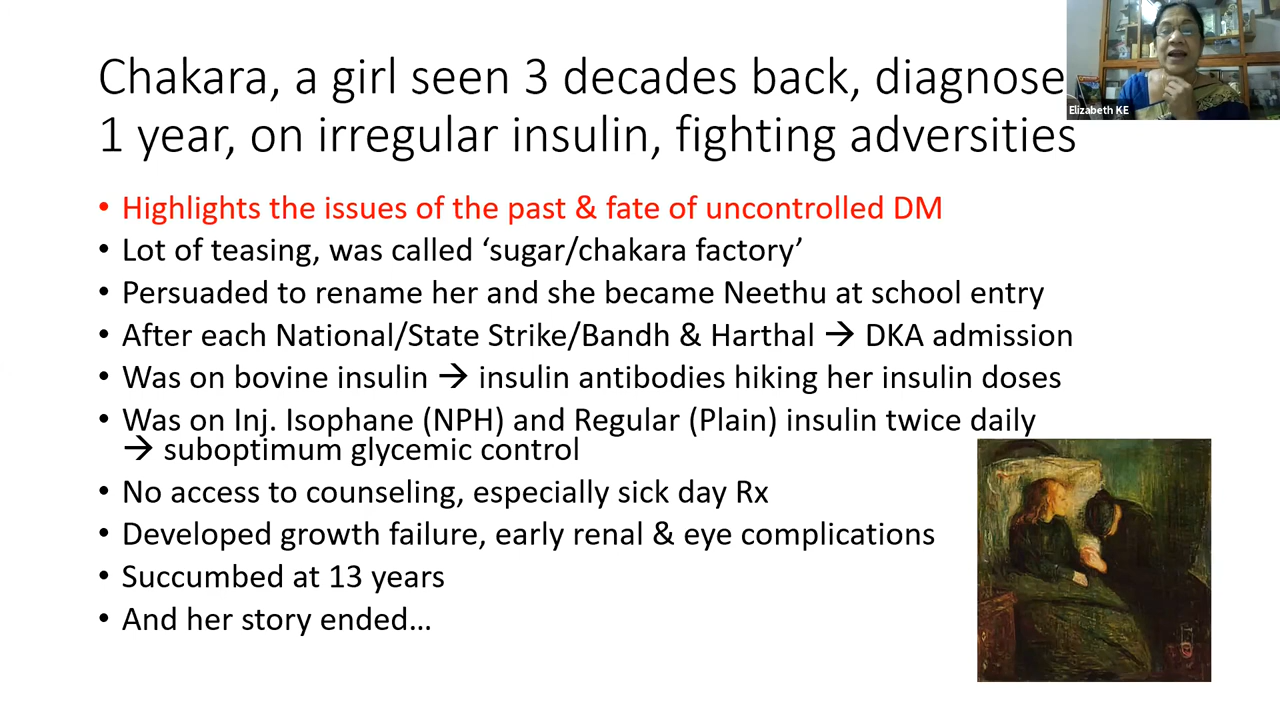 Chakara, a girl seen 3 decades back, diagnose
1 year, on irregular insulin, fighting adversities
Elizabeth KE
• Highlights the issues of the past & fate of uncontrolled DM
• Lot of teasing, was called ‘sugar/chakara factory’
• Persuaded to rename her and she became Neethu at school entry
• After each National/State Strike/Bandh & Harthal → DKA admission
• Was on bovine insulin → insulin antibodies hiking her insulin doses
• Was on Inj. Isophane (NPH) and Regular (Plain) insulin twice daily
→ suboptimum glycemic control
• No access to counseling, especially sick day Rx
• Developed growth failure, early renal & eye complications
• Succumbed at 13 years
• And her story ended…